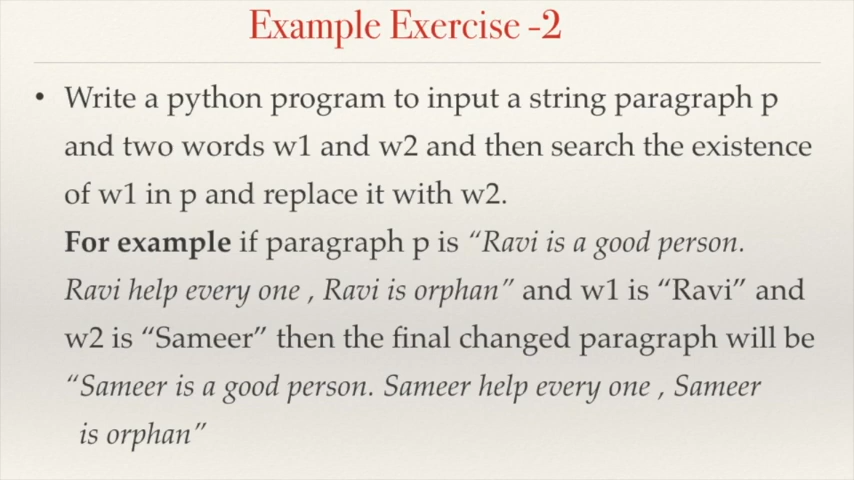 Example Exercise -2
• Write a python program to input a string paragraph p
and two words w1 and w2 and then search the existence
of w1 in p and replace it with w2.
For example if paragraph p is “Ravi is a good person.
Ravi help every one , Ravi is orphan” and w1 is “Ravi” and
w2 is “Sameer” then the final changed paragraph will be
“Sameer is a good person. Sameer help every one , Sameer
is orphan”